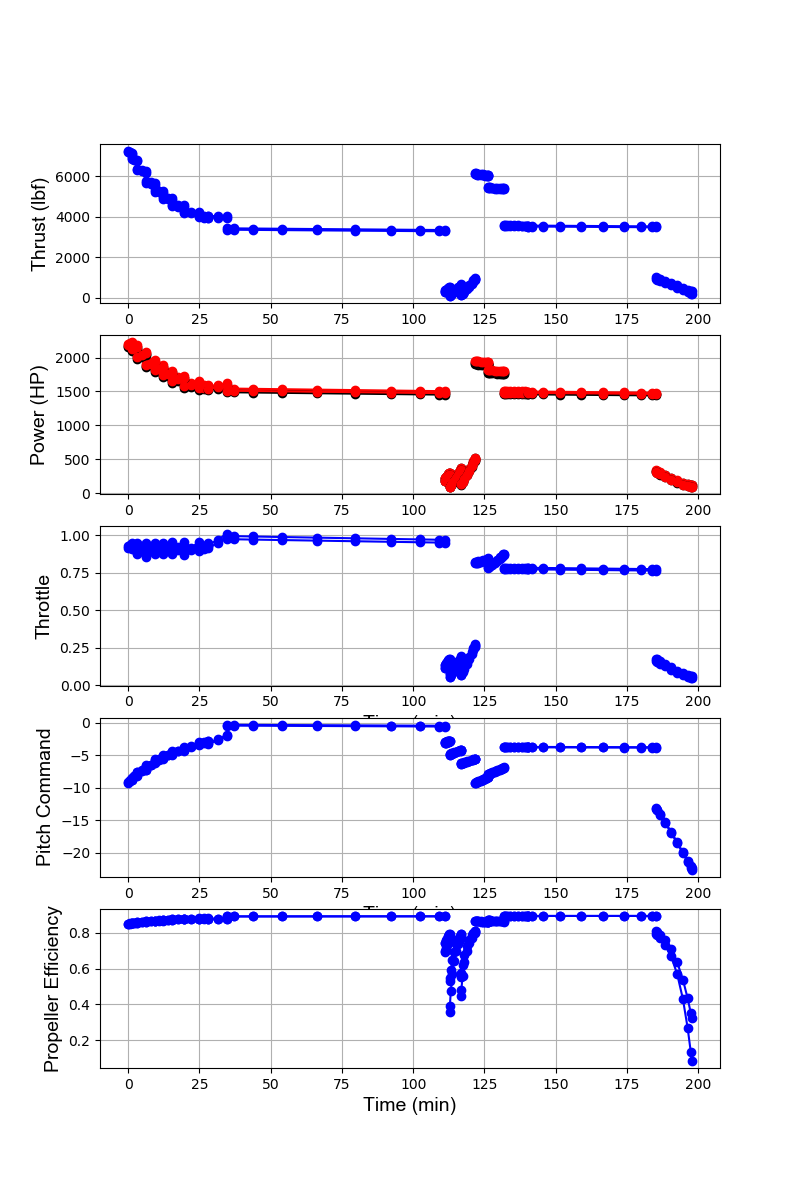 Thrust (lbf)
6000
4000
2000
0
0 25 50 75 100 125 150 175 200
Power (HP)
2000
1500
1000
500
0
0 25 50 75 100 125 150 175 200
Throttle
1.00
0.75
0.50
0.25
0.00
0 25 50 75 100 125 150 175 200
Pitch Command
0
−5
−10
−15
−20
0 25 50 75 100 125 150 175 200
Propeller Efficiency
0.8
0.6
0.4
0.2
0 25 50 75 100 125 150 175 200
Time (min)